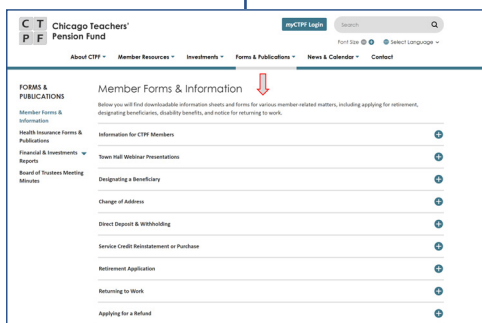 C T
P F
Chicago Teachers'
Pension Fund
myCTPF Login
Search
Font Size
Select Language
About CTPF
Member Resources
Investments
Forms & Publications
News & Calendar
Contact
FORMS &
PUBLICATIONS
Member Forms &
Information
Health Insurance Forms &
Publications
Financial & Investments
Reports
Board of Trustees Meeting
Minutes
Member Forms & Information
Below you will find downloadable information sheets and forms for various member-related matters, including applying for retirement,
designating beneficiaries, disability benefits, and notice for returning to work.
Information for CTPF Members
Town Hall Webinar Presentations
Designating a Beneficiary
Change of Address
Direct Deposit & Withholding
Service Credit Reinstatement or Purchase
Retirement Application
Returning to Work
Applying for a Refund